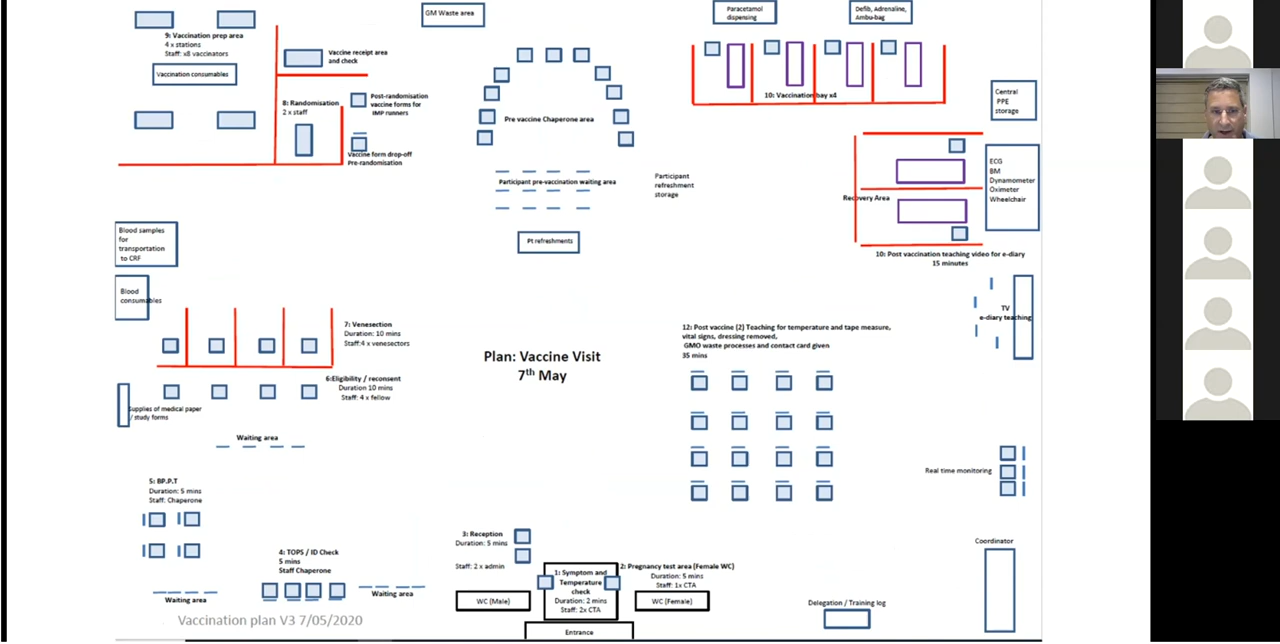 GM Waste area
Paracetamol
dispensing
Defib, Adrenaline,
Ambu-bag
9: Vaccination prep area
4 x stations
Staff: x8 vaccinators
Vaccination consumables
Vaccine receipt area
and check
8: Randomisation
2 x staff
Post-randomisation
vaccine forms for
IMP runners
Vaccine form drop-off
Pre-randomisation
Pre vaccine Chaperone area
10: Vaccination bay x4
Central
PPE
storage
Participant pre-vaccination waiting area
Participant
refreshment
storage
Pt refreshments
Recovery Area
ECG
BM
Dynamometer
Oximeter
Wheelchair
10: Post vaccination teaching video for e-diary
15 minutes
Blood samples
for
transportation
to CRF
Blood
consumables
TV
e-diary teaching
7: Venesection
Duration: 10 mins
Staff:4 x venesectors
Plan: Vaccine Visit
7th May
12: Post vaccine (2) Teaching for temperature and tape measure,
vital signs, dressing removed,
GMO waste processes and contact card given
35 mins
6:Eligibility / reconsent
Duration 10 mins
Staff: 4 x fellow
Supplies of medical paper
/ study forms
Waiting area
5: BP.P.T
Duration: 5 mins
Staff: Chaperone
Real time monitoring
4: TOPS / ID Check
5 mins
Staff Chaperone
Waiting area
Waiting area
3: Reception
Duration: 5 mins
Staff: 2 x admin
1: Symptom and
Temperature
check
Duration: 2 mins
Staff: 2x CTA
2: Pregnancy test area (Female WC)
Duration: 5 mins
Staff: 1x CTA
WC (Male)
WC (Female)
Entrance
Coordinator
Delegation / Training log
Vaccination plan V3 7/05/2020